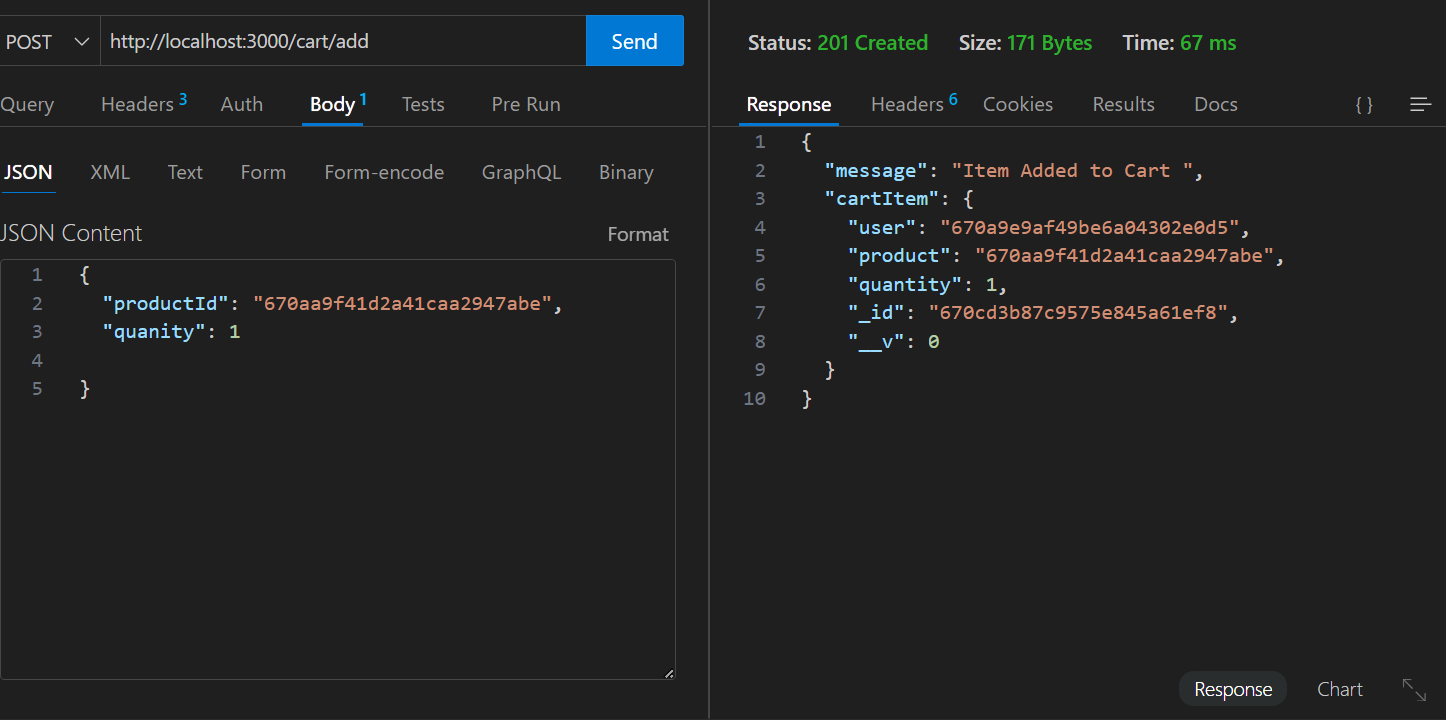 POST http://localhost:3000/cart/add Send
Query Headers 3 Auth Body 1 Tests Pre Run
JSON XML Text Form Form-encode GraphQL Binary
JSON Content Format
1 {
2 "productId": "670aa9f41d2a41caa2947abe",
3 "quanity": 1
4
5 }
Status: 201 Created Size: 171 Bytes Time: 67 ms
Response Headers 6 Cookies Results Docs { }
1 {
2 "message": "Item Added to Cart ",
3 "cartItem": {
4 "user": "670a9e9af49be6a04302e0d5",
5 "product": "670aa9f41d2a41caa2947abe",
6 "quantity": 1,
7 "_id": "670cd3b87c9575e845a61ef8",
8 "__v": 0
9 }
10 }
Response Chart